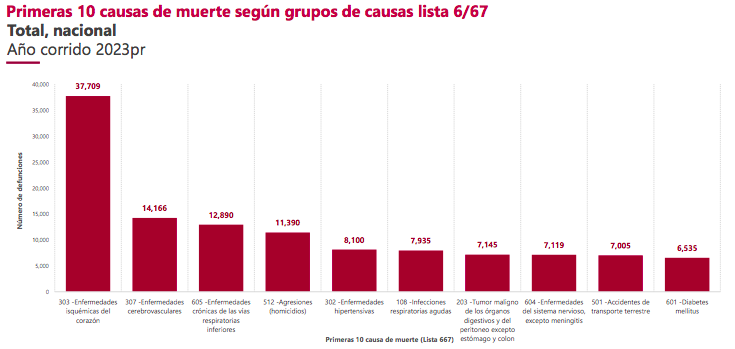 Primeras 10 causas de muerte según grupos de causas lista 6/67
Total, nacional
Año corrido 2023pr
Número de defunciones
40,000
35,000
30,000
25,000
20,000
15,000
10,000
5,000
0
37,709
14,166
12,890
11,390
8,100
7,935
7,145
7,119
7,005
6,535
303 -Enfermedades
isquémicas del
corazón
307 -Enfermedades
cerebrovasculares
605 -Enfermedades
crónicas de las vías
respiratorias
inferiores
512 -Agresiones
(homicidios)
302 -Enfermedades
hipertensivas
108 -Infecciones
respiratorias agudas
203 -Tumor maligno
de los órganos
digestivos y del
peritoneo excepto
estómago y colon
604 -Enfermedades
del sistema nervioso,
excepto meningitis
501 -Accidentes de
transporte terrestre
601 -Diabetes
mellitus
Primeras 10 causa de muerte (Lista 667)